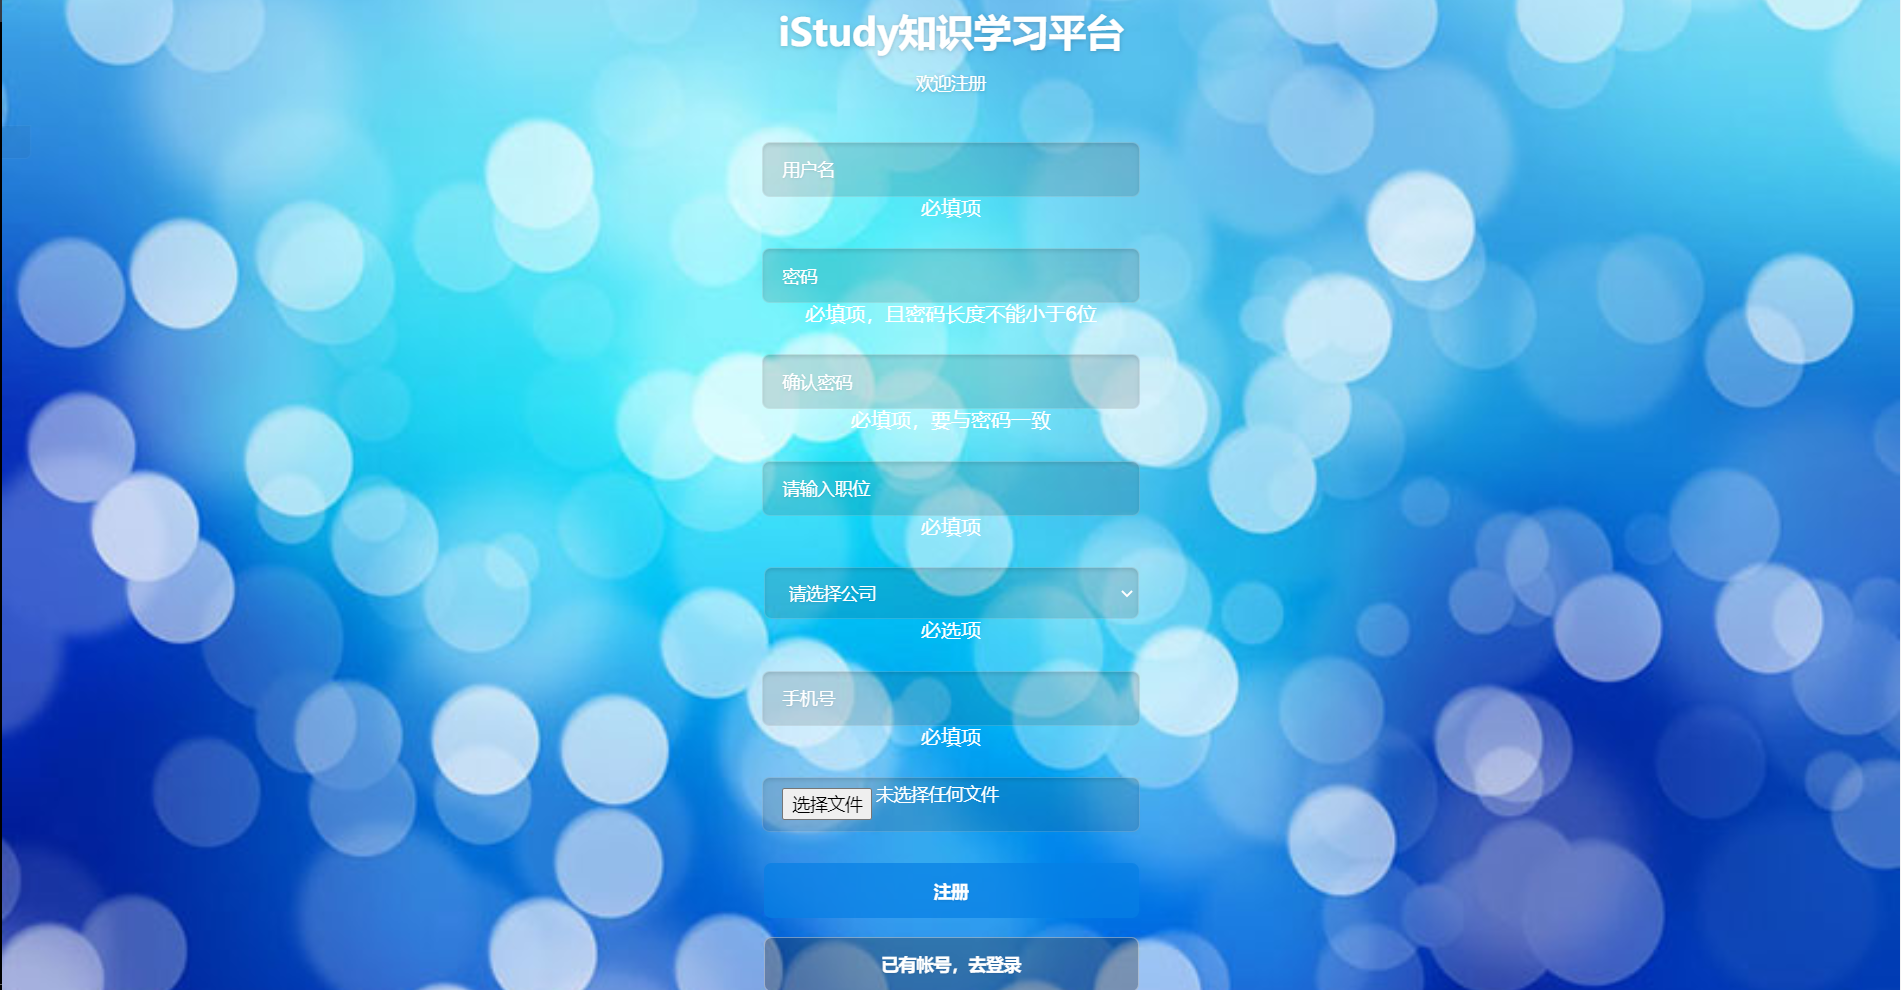 iStudy知识学习平台
欢迎注册
用户名
必填项
密码
必填项，且密码长度不能小于6位
确认密码
必填项，要与密码一致
请输入职位
必填项
请选择公司
必选项
手机号
必填项
选择文件 未选择任何文件
注册
已有帐号，去登录